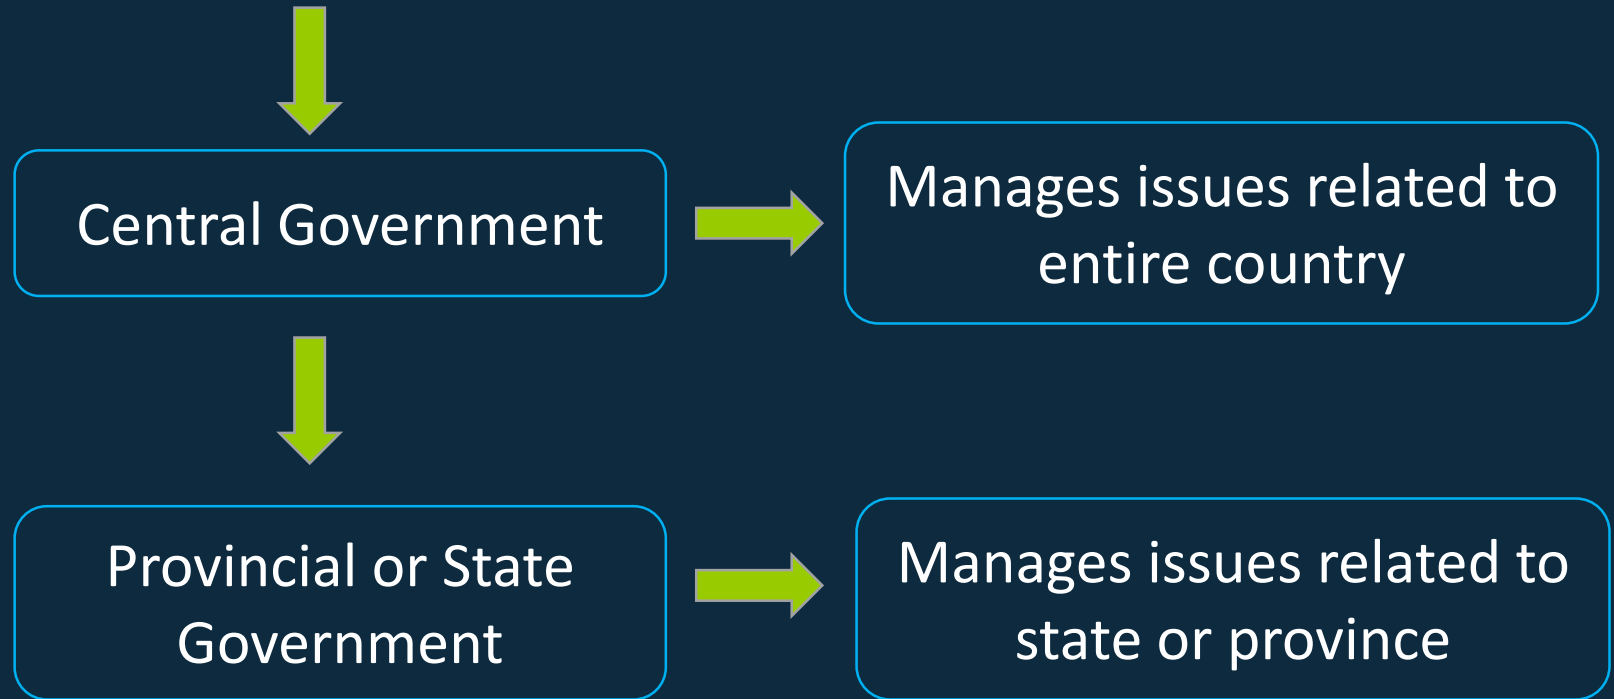 Central Government
Manages issues related to
entire country
Provincial or State
Government
Manages issues related to
state or province